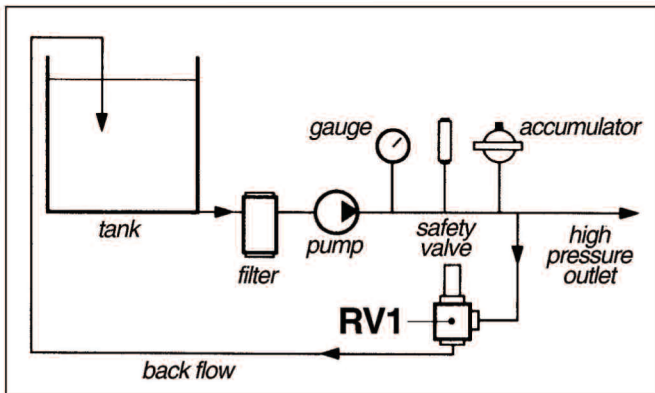 gauge
accumulator
tank
filter
pump
safety
valve
high
pressure
outlet
RV1
back flow